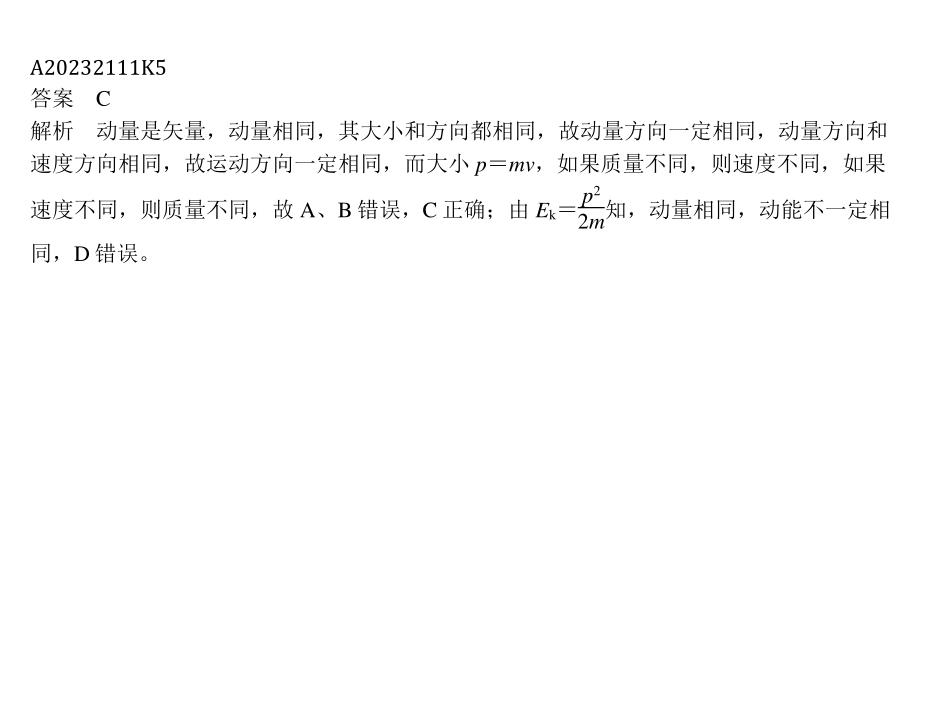 A20232111K5
答案　C
解析　动量是矢量，动量相同，其大小和方向都相同，故动量方向一定相同，动量方向和
速度方向相同，故运动方向一定相同，而大小 p＝mv，如果质量不同，则速度不同，如果
速度不同，则质量不同，故 A、B 错误，C 正确；由 Eₖ＝p²/2m知，动量相同，动能不一定相
同，D 错误。